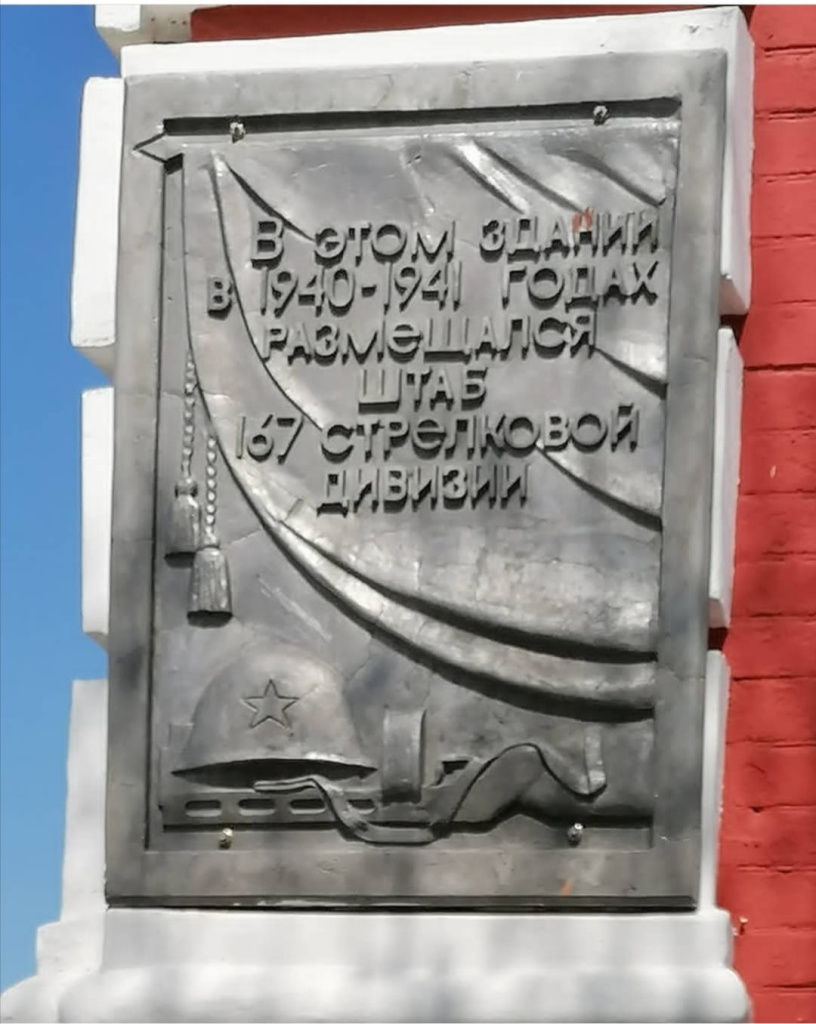 В ЭТОМ ЗДАНИИ
В 1940-1941 ГОДАХ
РАЗМЕЩАЛСЯ
ШТАБ
167 СТРЕЛКОВОЙ
ДИВИЗИИ